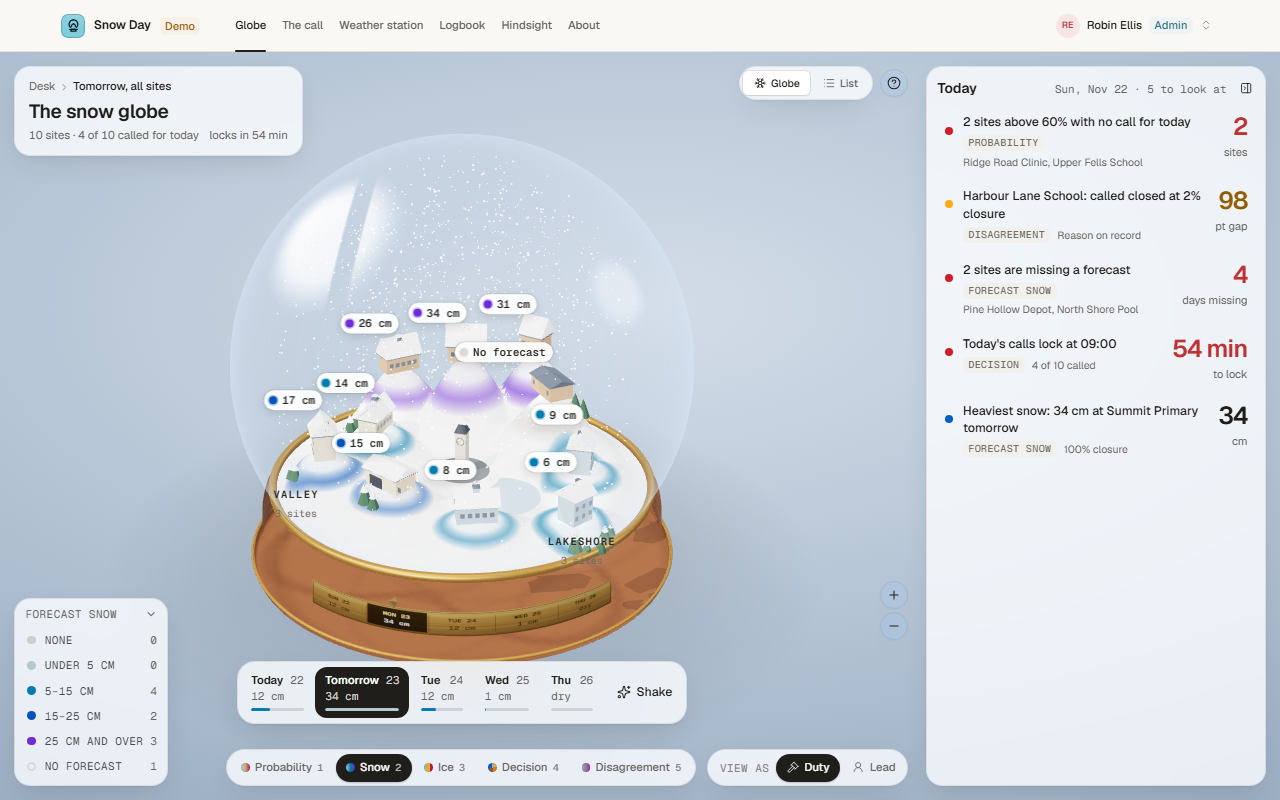 Snow Day Demo Globe The call Weather station Logbook Hindsight About RE Robin Ellis Admin
Desk › Tomorrow, all sites
The snow globe
10 sites · 4 of 10 called for today locks in 54 min
Globe List
Today Sun, Nov 22 · 5 to look at
2 sites above 60% with no call for today 2
PROBABILITY sites
Ridge Road Clinic, Upper Fells School
Harbour Lane School: called closed at 2% 98
closure
DISAGREEMENT Reason on record pt gap
2 sites are missing a forecast 4
FORECAST SNOW days missing
Pine Hollow Depot, North Shore Pool
Today's calls lock at 09:00 54 min
DECISION 4 of 10 called to lock
Heaviest snow: 34 cm at Summit Primary 34
tomorrow
FORECAST SNOW 100% closure cm
31 cm
34 cm
26 cm
No forecast
14 cm
17 cm
9 cm
15 cm
6 cm
8 cm
VALLEY
3 sites
LAKESHORE
3 sites
SUN 22
12 cm
MON 23
34 cm
TUE 24
12 cm
WED 25
1 cm
THU 26
dry
FORECAST SNOW
NONE 0
UNDER 5 CM 0
5–15 CM 4
15–25 CM 2
25 CM AND OVER 3
NO FORECAST 1
Today 22 Tomorrow 23 Tue 24 Wed 25 Thu 26 Shake
12 cm 34 cm 12 cm 1 cm dry
Probability 1 Snow 2 Ice 3 Decision 4 Disagreement 5 VIEW AS Duty Lead